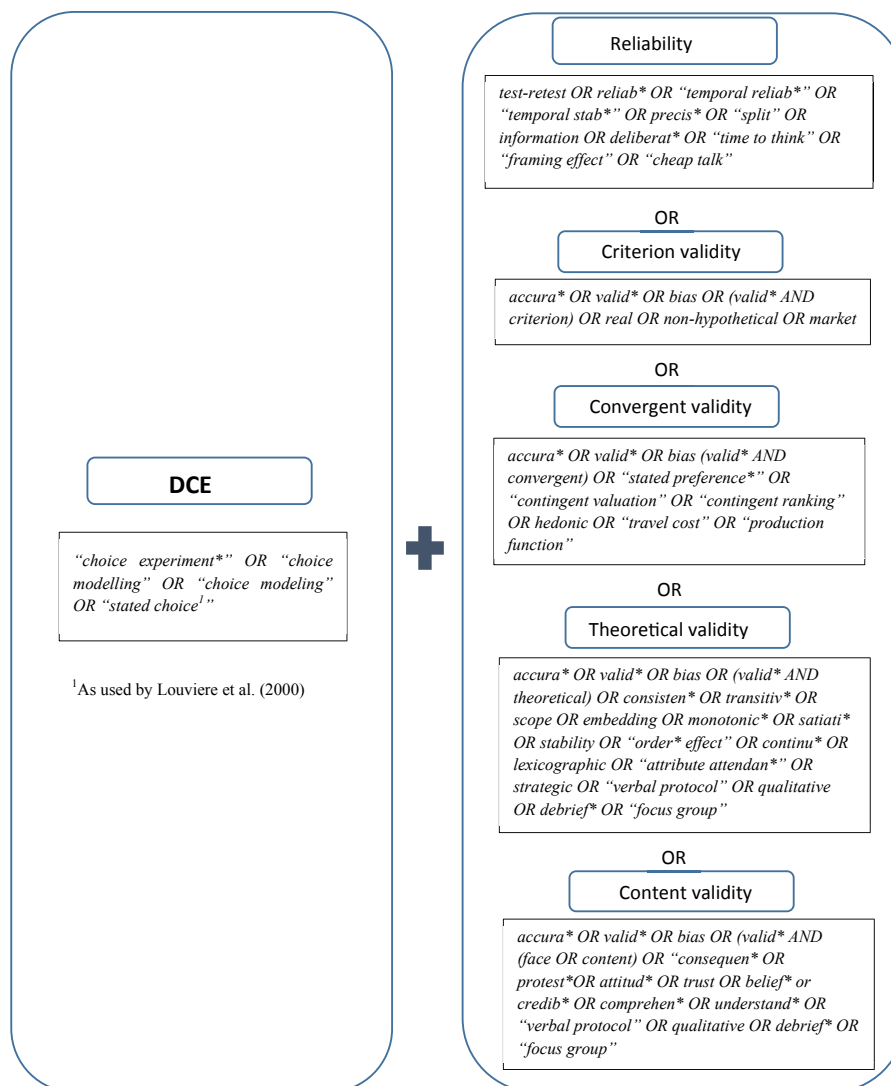 DCE
“choice experiment*” OR “choice
modelling” OR “choice modeling”
OR “stated choice1”
1As used by Louviere et al. (2000)
Reliability
test-retest OR reliab* OR “temporal reliab*” OR
“temporal stab*” OR precis* OR “split” OR
information OR deliberat* OR “time to think” OR
“framing effect” OR “cheap talk”
OR
Criterion validity
accura* OR valid* OR bias OR (valid* AND
criterion) OR real OR non-hypothetical OR market
OR
Convergent validity
accura* OR valid* OR bias (valid* AND
convergent) OR “stated preference*” OR
“contingent valuation” OR “contingent ranking”
OR hedonic OR “travel cost” OR “production
function”
OR
Theoretical validity
accura* OR valid* OR bias OR (valid* AND
theoretical) OR consisten* OR transitiv* OR
scope OR embedding OR monotonic* OR satiati*
OR stability OR “order* effect” OR continu* OR
lexicographic OR “attribute attendan*” OR
strategic OR “verbal protocol” OR qualitative
OR debrief* OR “focus group”
OR
Content validity
accura* OR valid* OR bias OR (valid* AND
(face OR content) OR “consequen* OR
protest*OR attitud* OR trust OR belief* or
credib* OR comprehen* OR understand* OR
“verbal protocol” OR qualitative OR debrief* OR
“focus group”